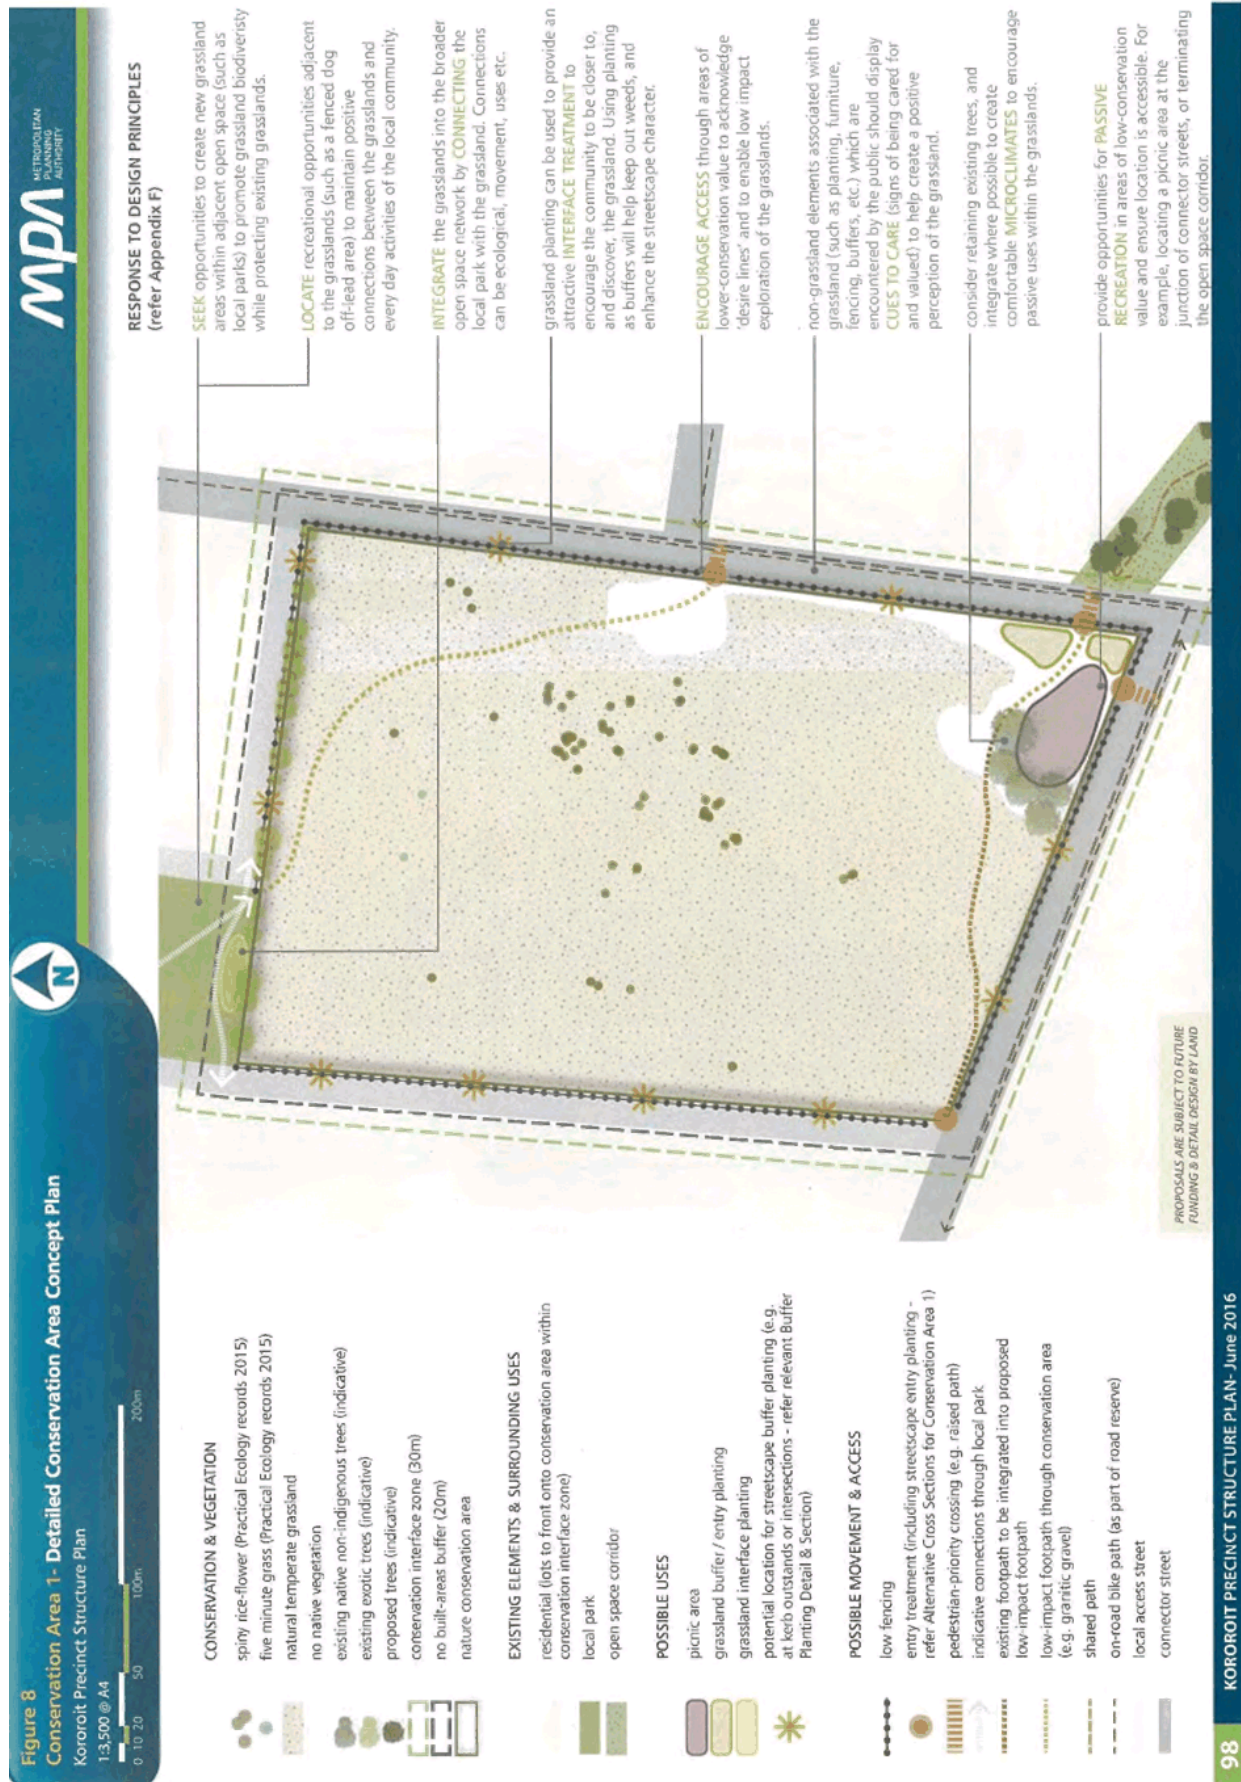 Figure 8
Conservation Area 1- Detailed Conservation Area Concept Plan
Kororoit Precinct Structure Plan
1:3,500 @ A4
0 10 20 50 100m 200m
N
mpa
METROPOLITAN
PLANNING
AUTHORITY
CONSERVATION & VEGETATION
spiny rice-flower (Practical Ecology records 2015)
five minute grass (Practical Ecology records 2015)
natural temperate grassland
no native vegetation
existing native non-indigenous trees (indicative)
existing exotic trees (indicative)
proposed trees (indicative)
conservation interface zone (30m)
no built-areas buffer (20m)
nature conservation area
EXISTING ELEMENTS & SURROUNDING USES
residential (lots to front onto conservation area within
conservation interface zone)
local park
open space corridor
POSSIBLE USES
picnic area
grassland buffer / entry planting
grassland interface planting
potential location for streetscape buffer planting (e.g.
at kerb outstands or intersections - refer relevant Buffer
Planting Detail & Section)
POSSIBLE MOVEMENT & ACCESS
low fencing
entry treatment (including streetscape entry planting -
refer Alternative Cross Sections for Conservation Area 1)
pedestrian-priority crossing (e.g. raised path)
indicative connections through local park
existing footpath to be integrated into proposed
low-impact footpath
low-impact footpath through conservation area
(e.g. granitic gravel)
shared path
on-road bike path (as part of road reserve)
local access street
connector street
RESPONSE TO DESIGN PRINCIPLES
(refer Appendix F)
SEEK opportunities to create new grassland
areas within adjacent open space (such as
local parks) to promote grassland biodiveristy
while protecting existing grasslands.
LOCATE recreational opportunities adjacent
to the grasslands (such as a fenced dog
off-lead area) to maintain positive
connections between the grasslands and
every day activities of the local community.
INTEGRATE the grasslands into the broader
open space network by CONNECTING the
local park with the grassland. Connections
can be ecological, movement, uses etc.
grassland planting can be used to provide an
attractive INTERFACE TREATMENT to
encourage the community to be closer to,
and discover, the grassland. Using planting
as buffers will help keep out weeds, and
enhance the streetscape character.
ENCOURAGE ACCESS through areas of
lower-conservation value to acknowledge
'desire lines' and to enable low impact
exploration of the grasslands.
non-grassland elements associated with the
grassland (such as planting, furniture,
fencing, buffers, etc.) which are
encountered by the public should display
CUES TO CARE (signs of being cared for
and valued) to help create a positive
perception of the grassland.
consider retaining existing trees, and
integrate where possible to create
comfortable MICROCLIMATES to encourage
passive uses within the grasslands.
provide opportunities for PASSIVE
RECREATION in areas of low-conservation
value and ensure location is accessible. For
example, locating a picnic area at the
junction of connector streets, or terminating
the open space corridor.
PROPOSALS ARE SUBJECT TO FUTURE
FUNDING & DETAIL DESIGN BY LAND
98 KOROROIT PRECINCT STRUCTURE PLAN- June 2016